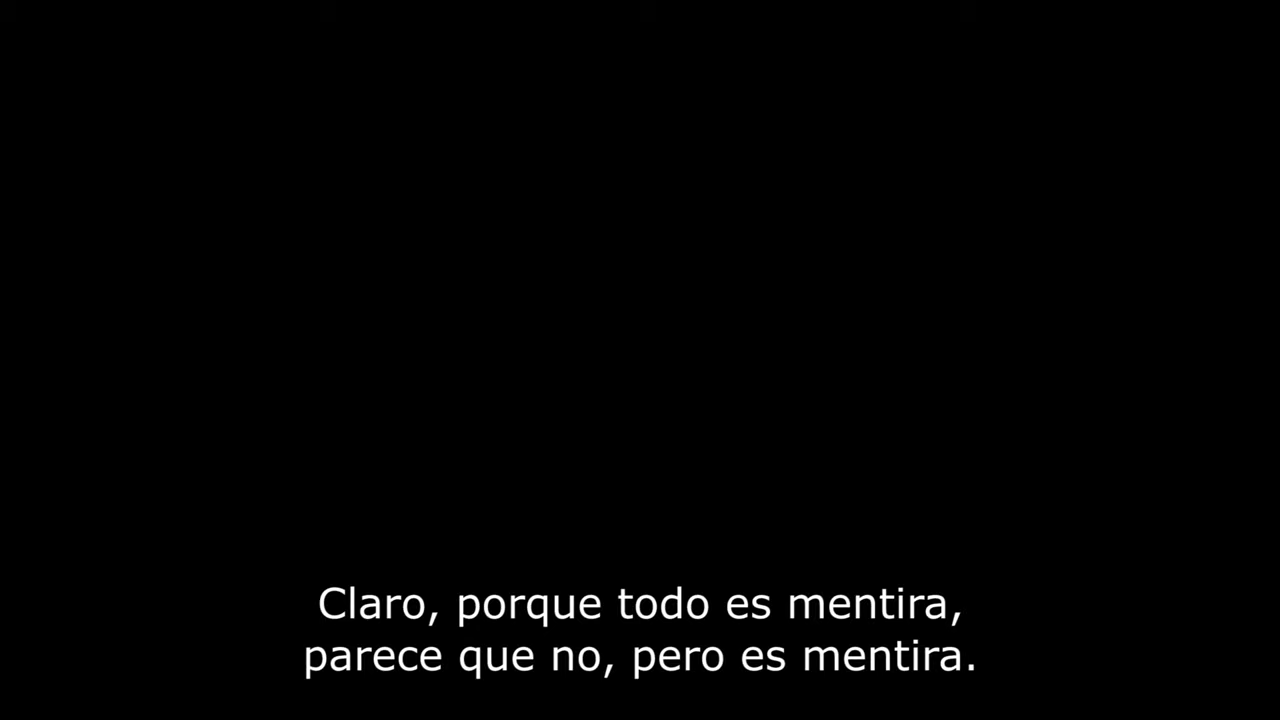 Claro, porque todo es mentira,
parece que no, pero es mentira.